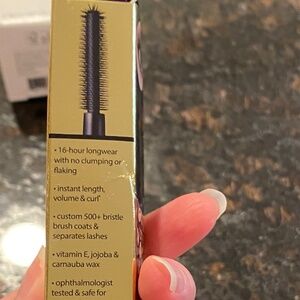 • 16-hour longwear
with no clumping or
flaking
• instant length,
volume & curl*
• custom 500+ bristle
brush coats &
separates lashes
• vitamin E, jojoba &
carnauba wax
• ophthalmologist
tested & safe for